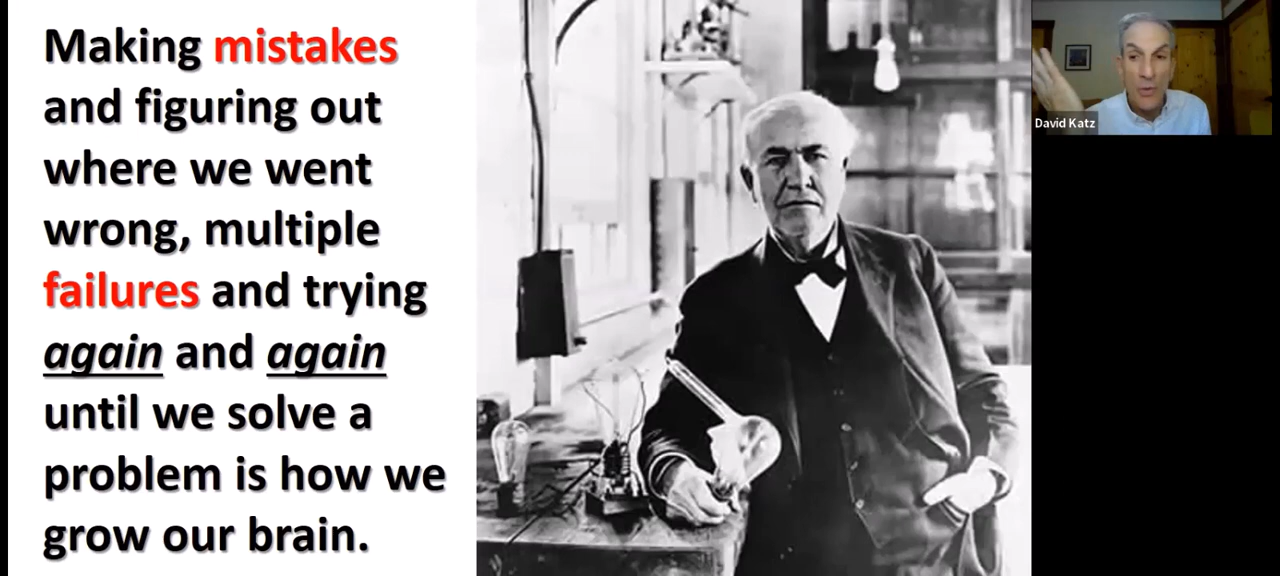 Making mistakes
and figuring out
where we went
wrong, multiple
failures and trying
again and again
until we solve a
problem is how we
grow our brain.
David Katz